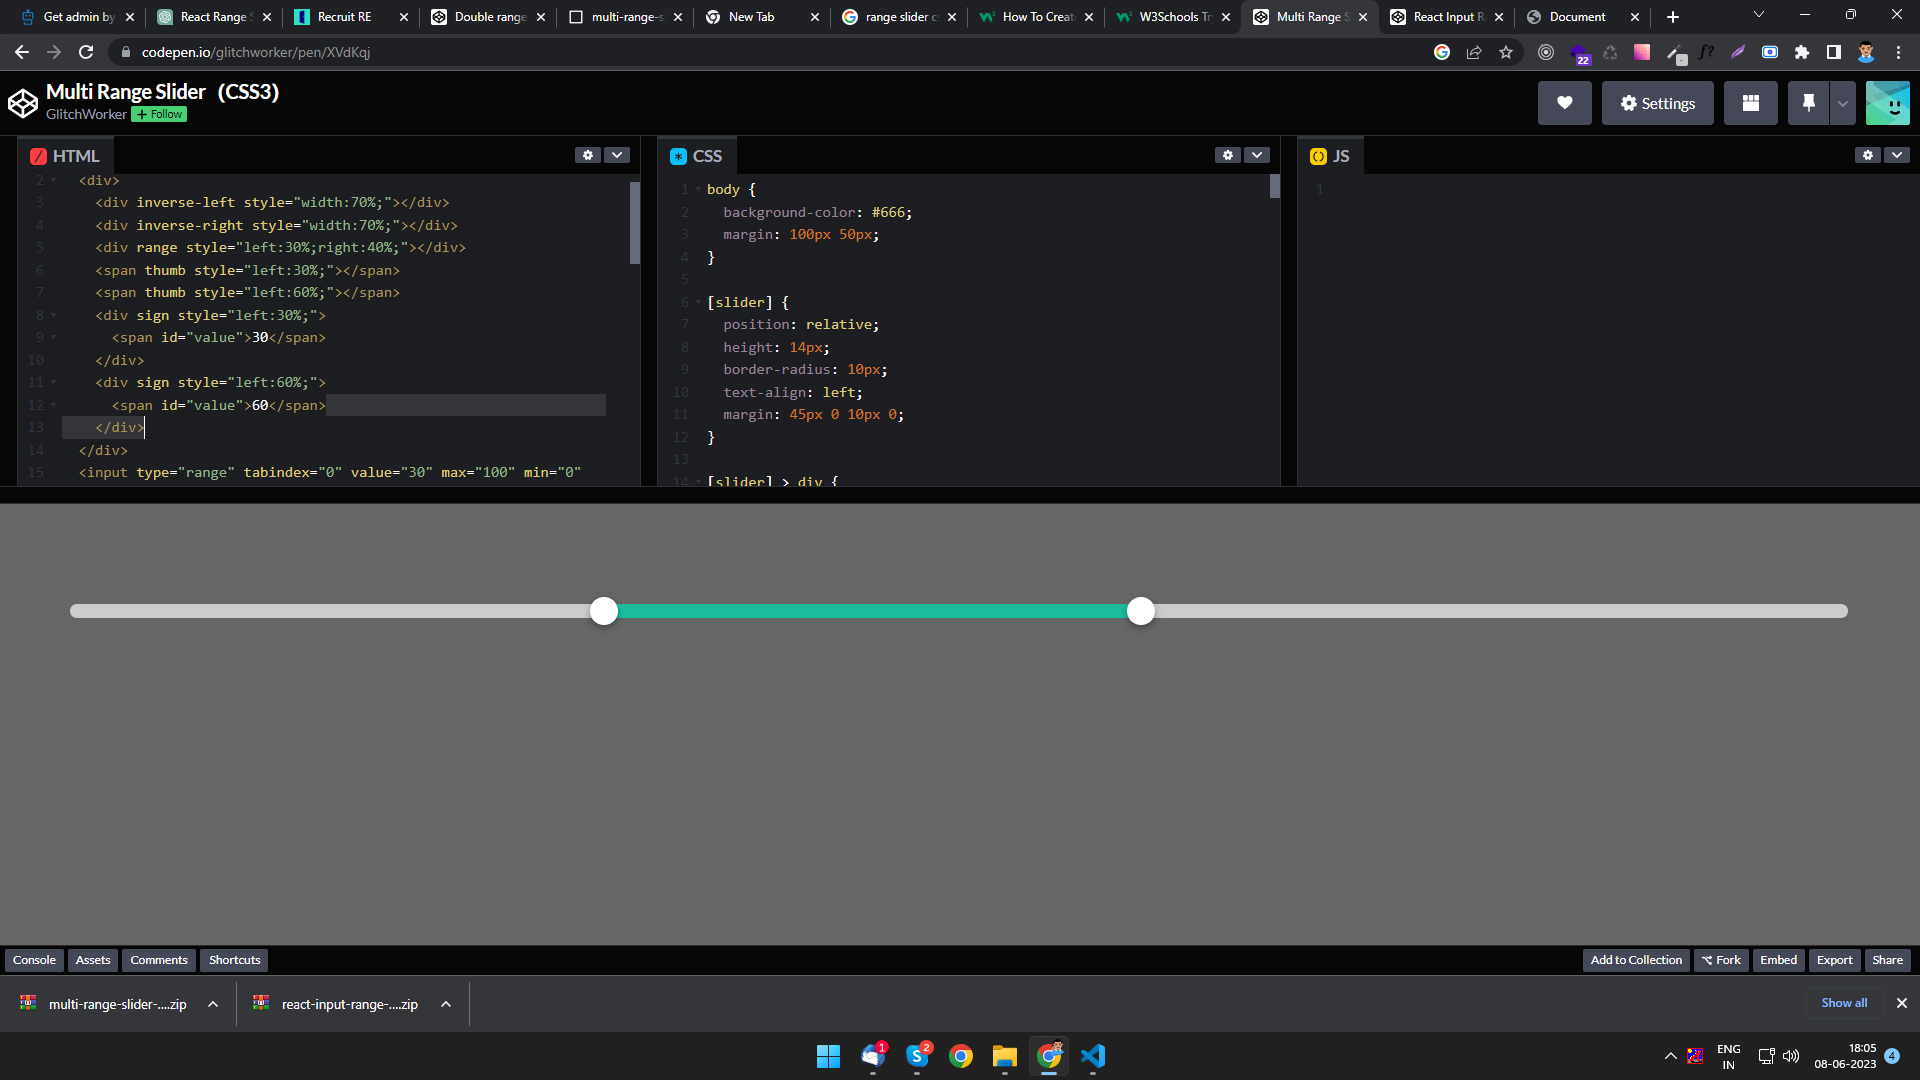 Get admin by
React Range S
Recruit RE
Double range
multi-range-s
New Tab
range slider c
How To Creat
W3Schools Tr
Multi Range S
React Input R
Document
codepen.io/glitchworker/pen/XVdKqj
22
f?
Multi Range Slider (CSS3)
GlitchWorker
+ Follow
Settings
HTML
CSS
JS
2 <div>
3 <div inverse-left style="width:70%;"></div>
4 <div inverse-right style="width:70%;"></div>
5 <div range style="left:30%;right:40%;"></div>
6 <span thumb style="left:30%;"></span>
7 <span thumb style="left:60%;"></span>
8 <div sign style="left:30%;">
9 <span id="value">30</span>
10 </div>
11 <div sign style="left:60%;">
12 <span id="value">60</span>
13 </div>
14 </div>
15 <input type="range" tabindex="0" value="30" max="100" min="0"
1 body {
2 background-color: #666;
3 margin: 100px 50px;
4 }
5
6 [slider] {
7 position: relative;
8 height: 14px;
9 border-radius: 10px;
10 text-align: left;
11 margin: 45px 0 10px 0;
12 }
13
14 [slider] > div {
1
Console
Assets
Comments
Shortcuts
Add to Collection
Fork
Embed
Export
Share
multi-range-slider-....zip
react-input-range-....zip
Show all
1
2
ENG
IN
18:05
08-06-2023
4